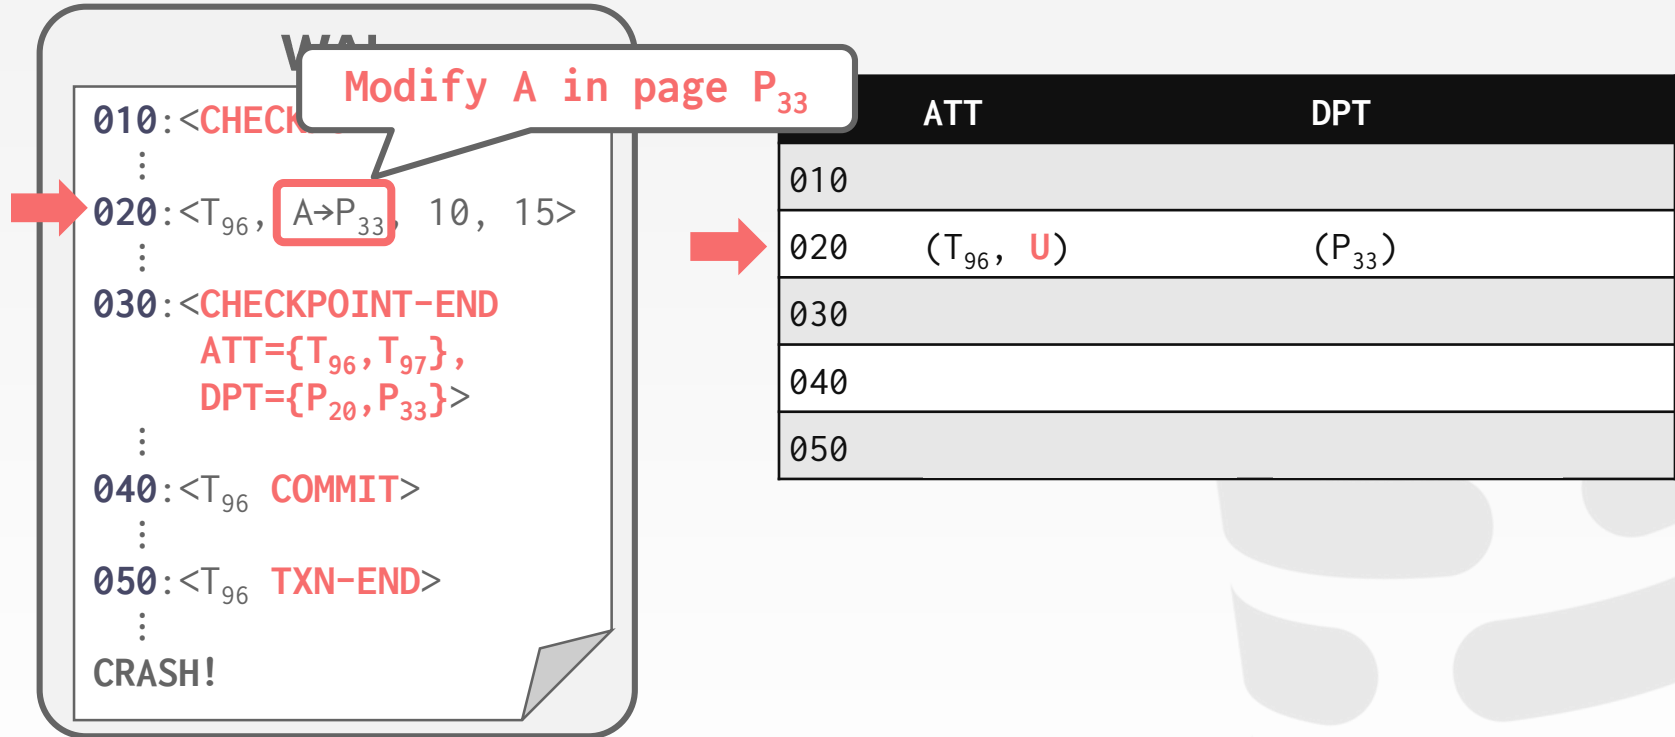 Modify A in page P₃₃
010:<CHECK
⋮
020:<T₉₆, A→P₃₃, 10, 15>
⋮
030:<CHECKPOINT-END
ATT={T₉₆,T₉₇},
DPT={P₂₀,P₃₃}>
⋮
040:<T₉₆ COMMIT>
⋮
050:<T₉₆ TXN-END>
⋮
CRASH!
ATT DPT
010
020 (T₉₆, U) (P₃₃)
030
040
050